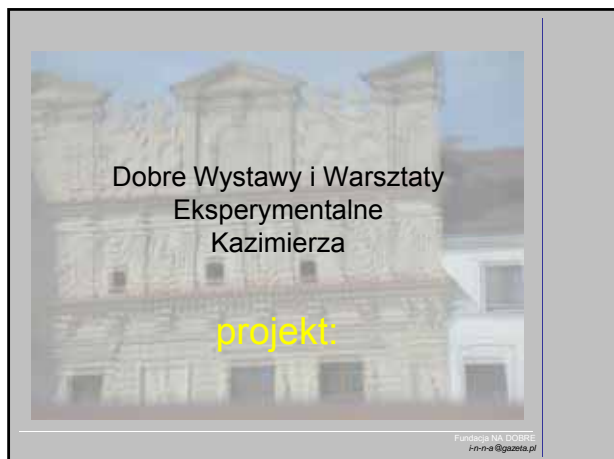 Dobre Wystawy i Warsztaty
Eksperymentalne
Kazimierza
projekt:
Fundacja NA DOBRE
i-n-n-a@gazeta.pl